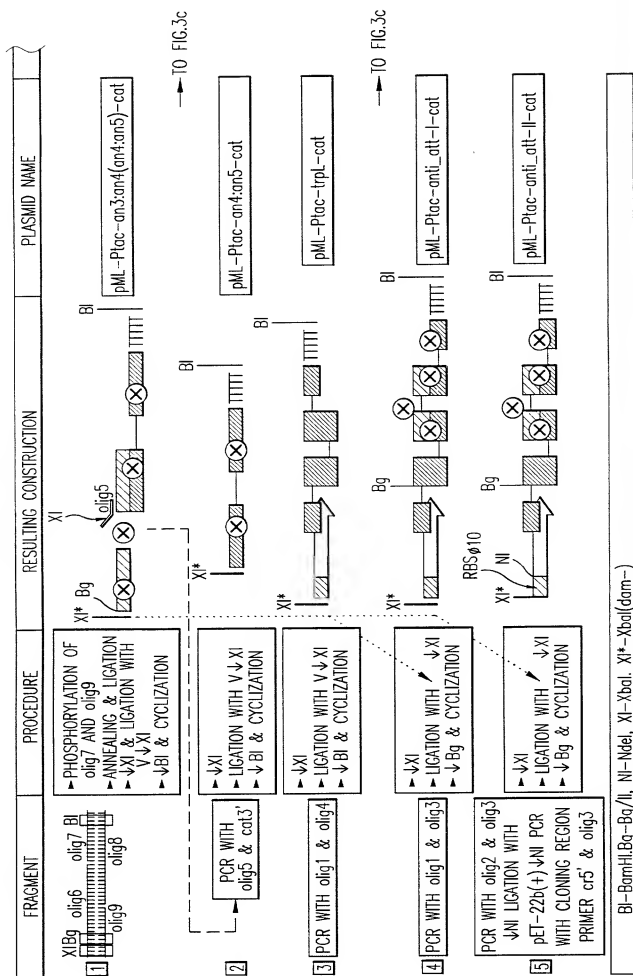 FRAGMENT
PROCEDURE
RESULTING CONSTRUCTION
PLASMID NAME
1
XI Bg
olig6
olig7
BI
olig9
olig8
►PHOSPHORYLATION OF
olig7 AND olig9
►ANNEALING & LIGATION
►↓XI & LIGATION WITH
V↓XI
►↓BI & CYCLIZATION
XI*
Bg
XI
olig5
BI
pML-Ptac-an3:an4(an4:an5)-cat
→TO FIG.3c
2
PCR WITH
olig5 & cat3'
►↓XI
►LIGATION WITH V↓XI
►↓BI & CYCLIZATION
XI*
BI
pML-Ptac-an4:an5-cat
3
PCR WITH olig1 & olig4
►↓XI
►LIGATION WITH V↓XI
►↓BI & CYCLIZATION
XI*
BI
pML-Ptac-trpL-cat
→TO FIG.3c
4
PCR WITH olig1 & olig3
►↓XI
►LIGATION WITH ↓XI
►↓Bg & CYCLIZATION
XI*
Bg
BI
pML-Ptac-anti_att-I-cat
5
PCR WITH olig2 & olig3
↓NI LIGATION WITH
pET-22b(+)↓NI PCR
WITH CLONING REGION
PRIMER cr5' & olig3
►↓XI
►LIGATION WITH ↓XI
►↓Bg & CYCLIZATION
RBSø10
XI*
NI
Bg
BI
pML-Ptac-anti_att-II-cat
BI-BamHI.Bg-Bg/II, NI-NdeI, XI-XbaI. XI*-XbaI(dam-)